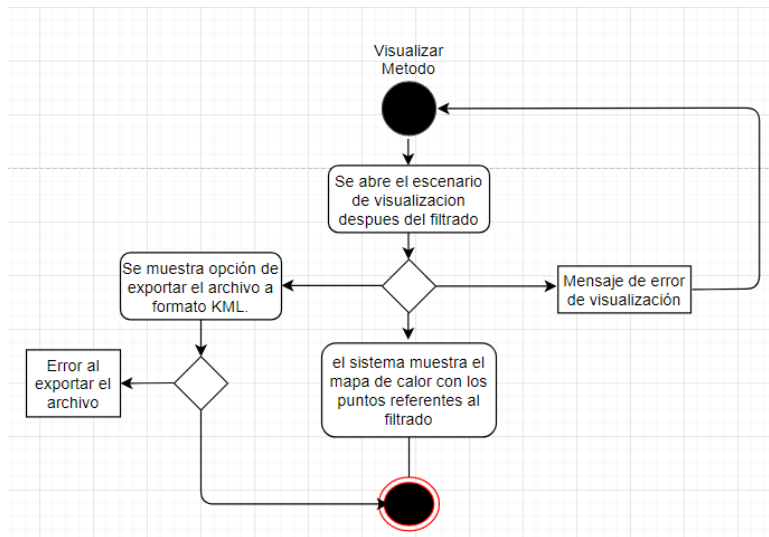 Visualizar
Metodo
Se abre el escenario
de visualizacion
despues del filtrado
Se muestra opción de
exportar el archivo a
formato KML.
Mensaje de error
de visualización
Error al
exportar el
archivo
el sistema muestra el
mapa de calor con los
puntos referentes al
filtrado